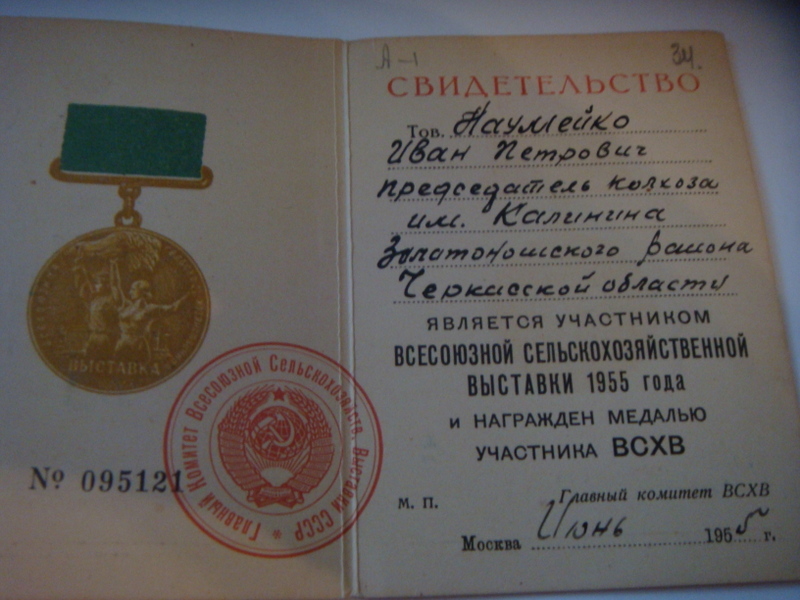 ВЫСТАВКА
№ 095121
Главный Комитет Всесоюзной Сельскохозяйств. Выставки СССР
А-1
34.
СВИДЕТЕЛЬСТВО
Тов. Наумейко
Иван Петрович
председатель колхоза
им. Калинина
Золотоношского района
Черкасской области
ЯВЛЯЕТСЯ УЧАСТНИКОМ
ВСЕСОЮЗНОЙ СЕЛЬСКОХОЗЯЙСТВЕННОЙ
ВЫСТАВКИ 1955 года
И НАГРАЖДЕН МЕДАЛЬЮ
УЧАСТНИКА ВСХВ
М. П.
Главный комитет ВСХВ
Москва Июнь 1955 г.